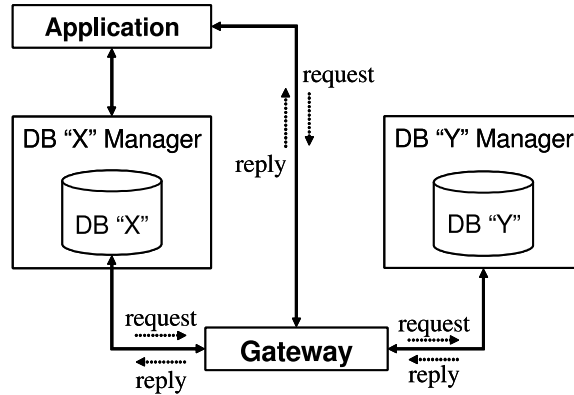 Application
request
reply
DB “X” Manager
DB “X”
DB “Y” Manager
DB “Y”
request
reply
Gateway
request
reply